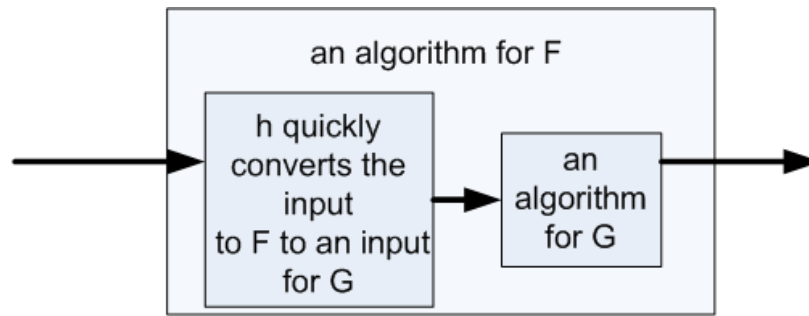 an algorithm for F
h quickly
converts the
input
to F to an input
for G
an
algorithm
for G